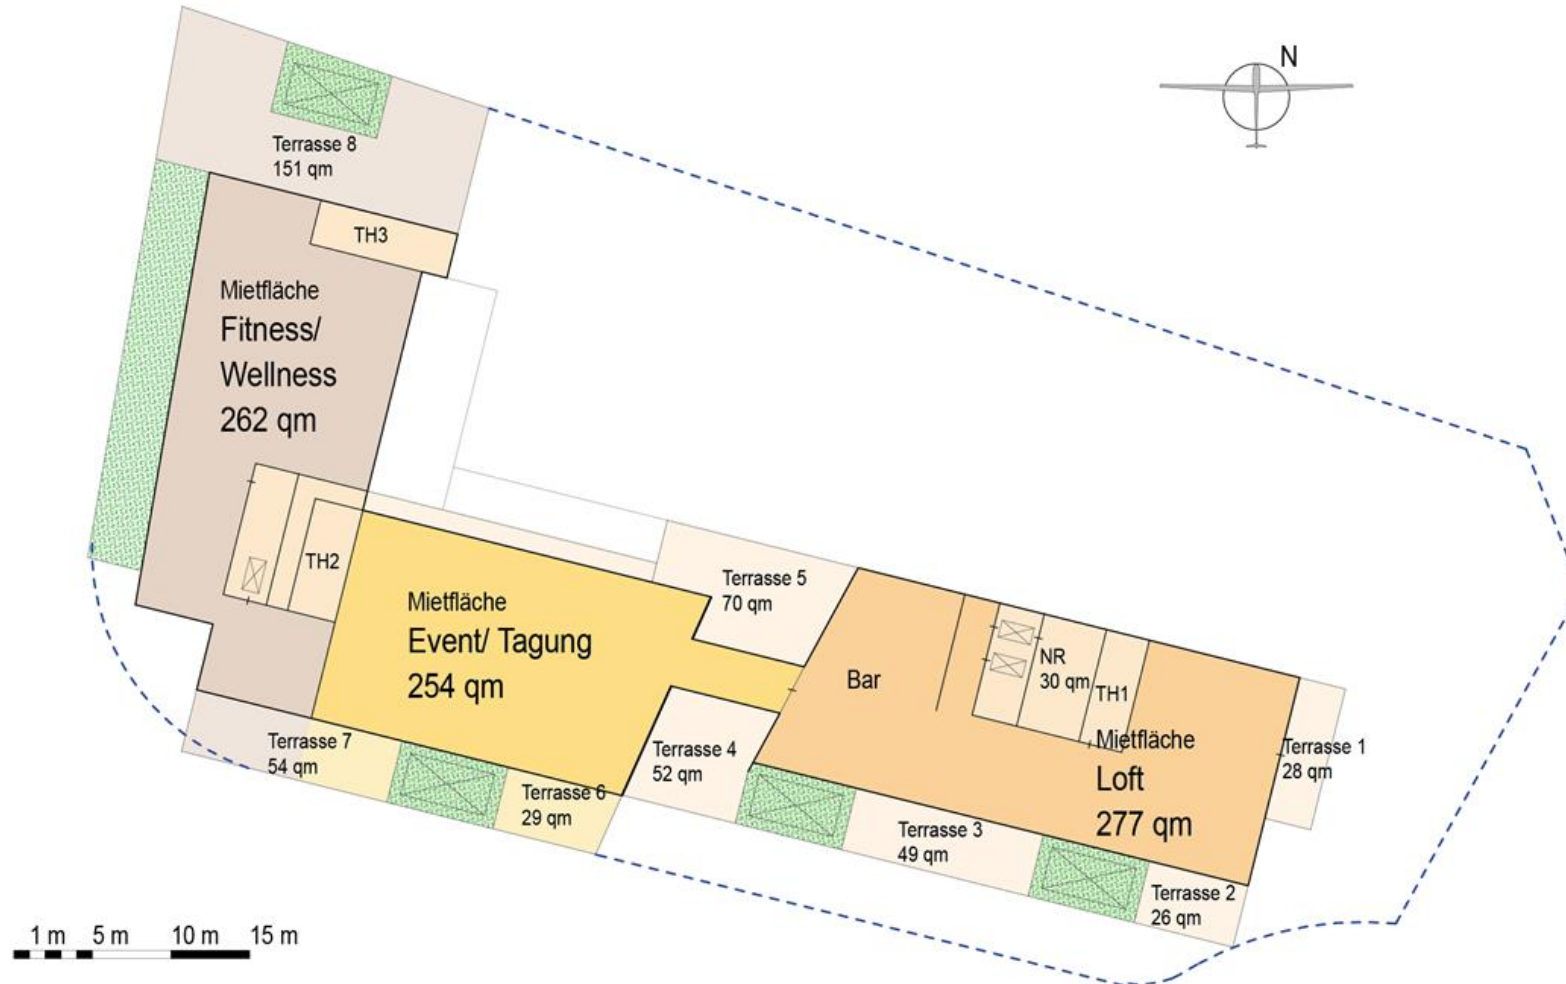 N
Terrasse 8
151 qm
TH3
Mietfläche
Fitness/
Wellness
262 qm
TH2
Mietfläche
Event/ Tagung
254 qm
Terrasse 5
70 qm
Bar
NR
30 qm
TH1
Mietfläche
Loft
277 qm
Terrasse 1
28 qm
Terrasse 7
54 qm
Terrasse 6
29 qm
Terrasse 4
52 qm
Terrasse 3
49 qm
Terrasse 2
26 qm
1 m 5 m 10 m 15 m